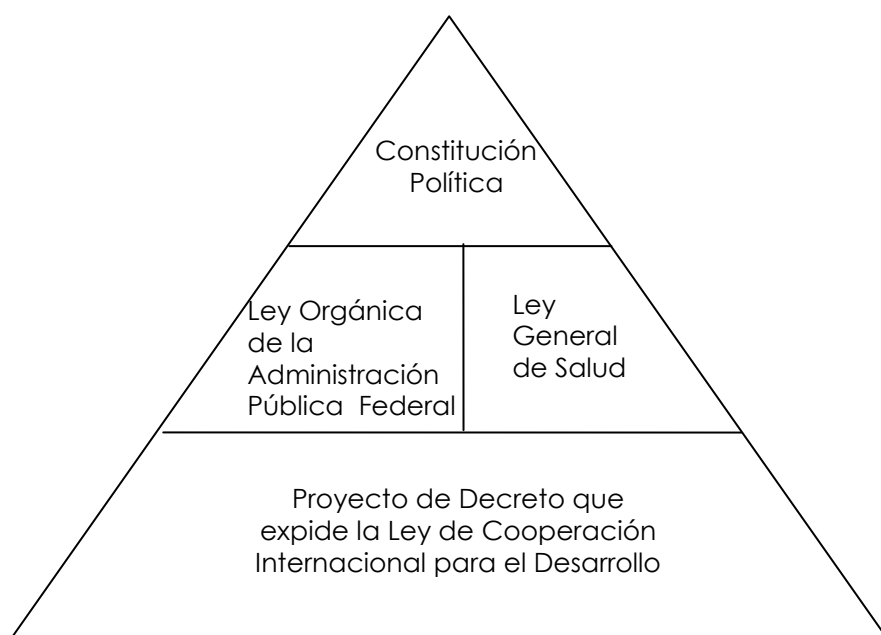 Constitución
Política
Ley Orgánica
de la
Administración
Pública Federal
Ley
General
de Salud
Proyecto de Decreto que
expide la Ley de Cooperación
Internacional para el Desarrollo